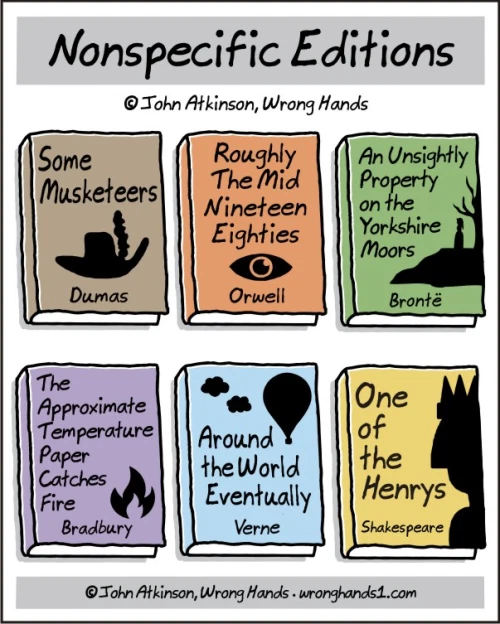 Nonspecific Editions
© John Atkinson, Wrong Hands
Some
Musketeers
Dumas
Roughly
The Mid
Nineteen
Eighties
Orwell
An Unsightly
Property
on the
Yorkshire
Moors
Brontë
The
Approximate
Temperature
Paper
Catches
Fire
Bradbury
Around
the World
Eventually
Verne
One
of
the
Henrys
Shakespeare
© John Atkinson, Wrong Hands · wronghands1.com